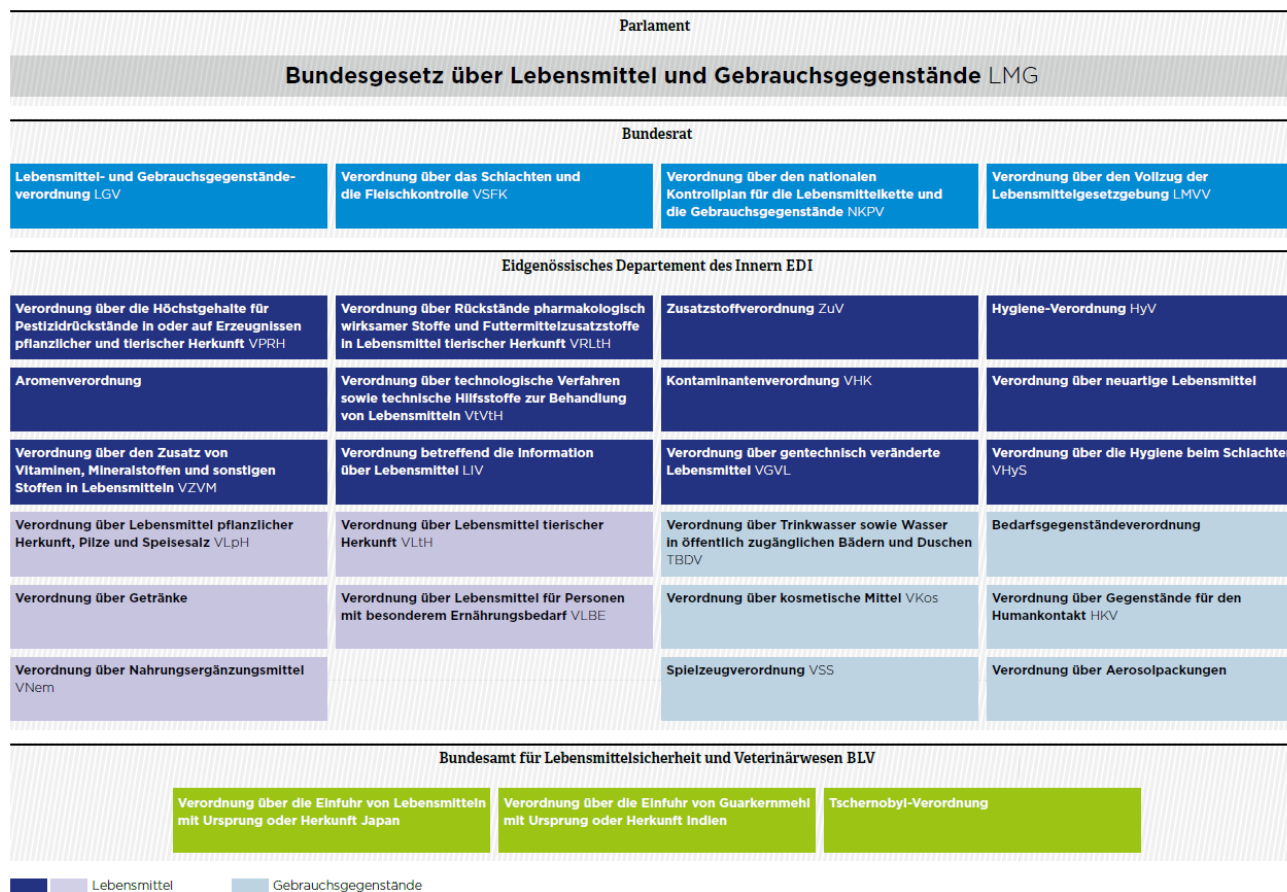 Parlament
Bundesgesetz über Lebensmittel und Gebrauchsgegenstände LMG
Bundesrat
Lebensmittel- und Gebrauchsgegenstände-
verordnung LGV
Verordnung über das Schlachten und
die Fleischkontrolle VSFK
Verordnung über den nationalen
Kontrollplan für die Lebensmittelkette und
die Gebrauchsgegenstände NKPV
Verordnung über den Vollzug der
Lebensmittelgesetzgebung LMVV
Eidgenössisches Departement des Innern EDI
Verordnung über die Höchstgehalte für
Pestizidrückstände in oder auf Erzeugnissen
pflanzlicher und tierischer Herkunft VPRH
Verordnung über Rückstände pharmakologisch
wirksamer Stoffe und Futtermittelzusatzstoffe
in Lebensmittel tierischer Herkunft VRLtH
Zusatzstoffverordnung ZuV
Hygiene-Verordnung HyV
Aromenverordnung
Verordnung über technologische Verfahren
sowie technische Hilfsstoffe zur Behandlung
von Lebensmitteln VtVtH
Kontaminantenverordnung VHK
Verordnung über neuartige Lebensmittel
Verordnung über den Zusatz von
Vitaminen, Mineralstoffen und sonstigen
Stoffen in Lebensmitteln VZVM
Verordnung betreffend die Information
über Lebensmittel LIV
Verordnung über gentechnisch veränderte
Lebensmittel VGVL
Verordnung über die Hygiene beim Schlachte
VHyS
Verordnung über Lebensmittel pflanzlicher
Herkunft, Pilze und Speisesalz VLpH
Verordnung über Lebensmittel tierischer
Herkunft VLtH
Verordnung über Trinkwasser sowie Wasser
in öffentlich zugänglichen Bädern und Duschen
TBDV
Bedarfsgegenständeverordnung
Verordnung über Getränke
Verordnung über Lebensmittel für Personen
mit besonderem Ernährungsbedarf VLBE
Verordnung über kosmetische Mittel VKos
Verordnung über Gegenstände für den
Humankontakt HKV
Verordnung über Nahrungsergänzungsmittel
VNem
Spielzeugverordnung VSS
Verordnung über Aerosolpackungen
Bundesamt für Lebensmittelsicherheit und Veterinärwesen BLV
Verordnung über die Einfuhr von Lebensmitteln
mit Ursprung oder Herkunft Japan
Verordnung über die Einfuhr von Guarkernmehl
mit Ursprung oder Herkunft Indien
Tschernobyl-Verordnung
Lebensmittel
Gebrauchsgegenstände